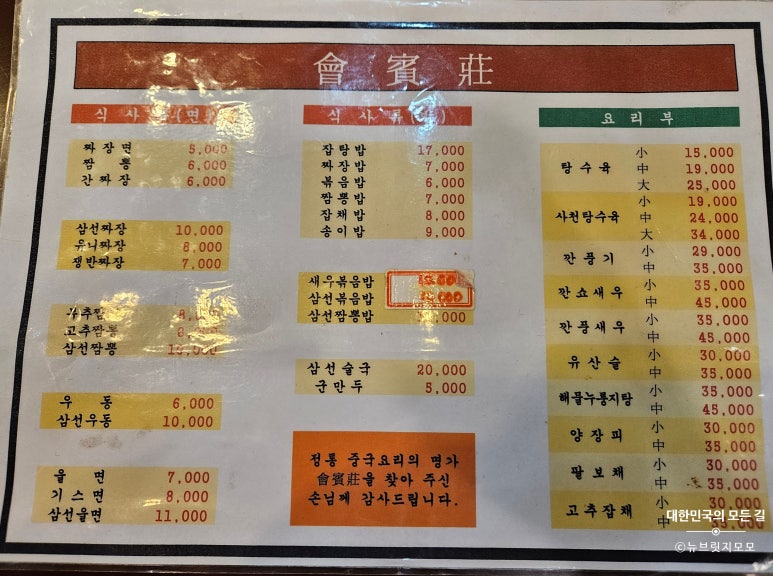 會賓莊
식사 (면
짜장면 5,000
짬뽕 6,000
간짜장 6,000
삼선짜장 10,000
유니짜장 8,000
쟁반짜장 7,000
고추짬뽕
삼선짬뽕
우동 6,000
삼선우동 10,000
울면 7,000
기스면 8,000
삼선울면 11,000
식사
잡탕밥 17,000
짜장밥 7,000
볶음밥 6,000
짬뽕밥 7,000
잡채밥 8,000
송이밥 9,000
새우볶음밥
삼선볶음밥
삼선짬뽕밥
삼선술국 20,000
군만두 5,000
정통 중국요리의 명가
會賓莊을 찾아 주신
손님께 감사드립니다.
요리부
탕수육 小 15,000
中 19,000
大 25,000
사천탕수육 小 19,000
中 24,000
大 34,000
깐풍기 小 29,000
中 35,000
깐쇼새우 小 35,000
中 45,000
깐풍새우 小 35,000
中 45,000
유산슬 小 30,000
中 35,000
해물누룽지탕 小 35,000
中 45,000
양장피 小 30,000
中 35,000
팔보채 小 30,000
中 35,000
고추잡채 小 30,000
中
대한민국의 모든 길
©뉴브릿지모모